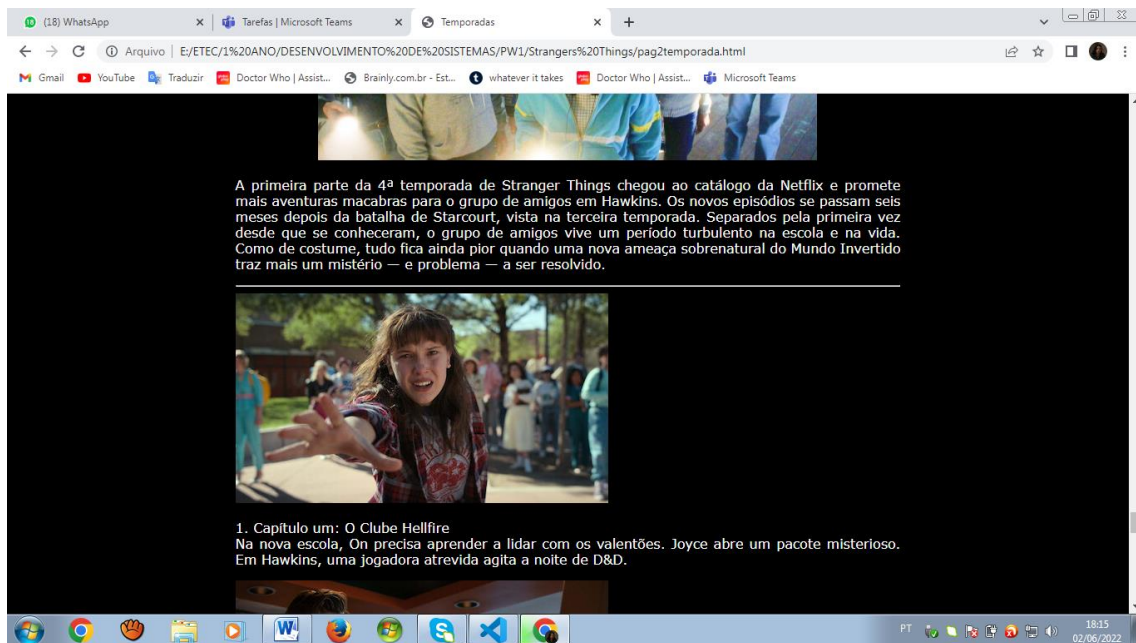 (18) WhatsApp
Tarefas | Microsoft Teams
Temporadas
Arquivo | E:/ETEC/1%20ANO/DESENVOLVIMENTO%20DE%20SISTEMAS/PW1/Strangers%20Things/pag2temporada.html
Gmail YouTube Traduzir Doctor Who | Assist... Brainly.com.br - Est... whatever it takes Doctor Who | Assist... Microsoft Teams
A primeira parte da 4ª temporada de Stranger Things chegou ao catálogo da Netflix e promete
mais aventuras macabras para o grupo de amigos em Hawkins. Os novos episódios se passam seis
meses depois da batalha de Starcourt, vista na terceira temporada. Separados pela primeira vez
desde que se conheceram, o grupo de amigos vive um período turbulento na escola e na vida.
Como de costume, tudo fica ainda pior quando uma nova ameaça sobrenatural do Mundo Invertido
traz mais um mistério — e problema — a ser resolvido.
1. Capítulo um: O Clube Hellfire
Na nova escola, On precisa aprender a lidar com os valentões. Joyce abre um pacote misterioso.
Em Hawkins, uma jogadora atrevida agita a noite de D&D.
PT
18:15
02/06/2022